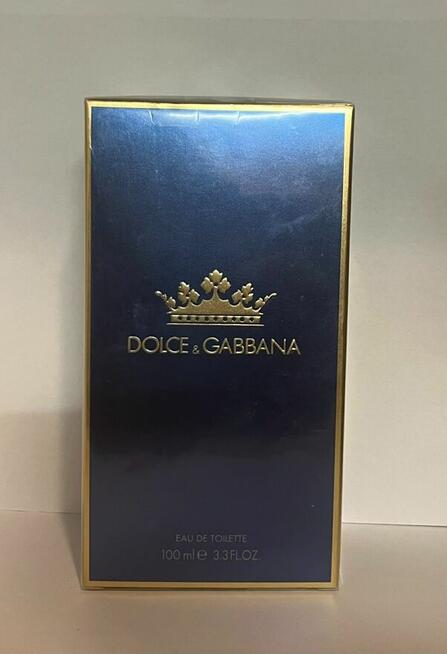 DOLCE & GABBANA
EAU DE TOILETTE
100 ml ℮ 3.3 FL.OZ.